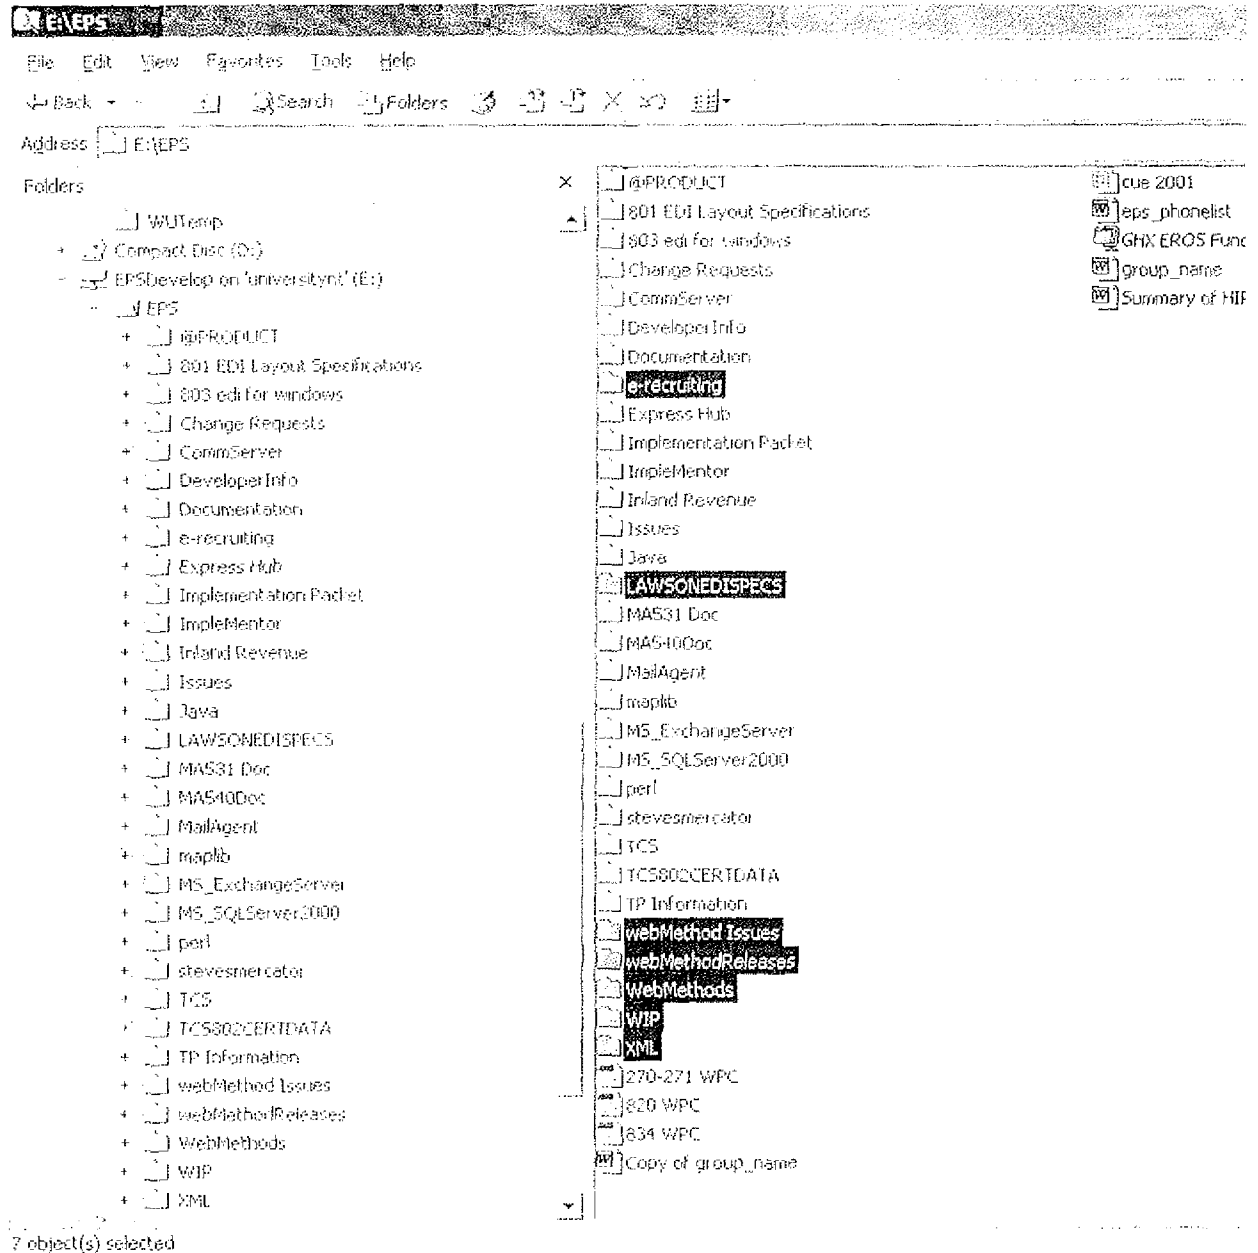 E:\EPS
File Edit View Favorites Tools Help
Back Search Folders
Address E:\EPS
Folders
WUTemp
Compact Disc (D:)
EPSDevelop on 'universitynt' (E:)
EPS
@PRODUCT
801 EDI Layout Specifications
803 edi for windows
Change Requests
CommServer
DeveloperInfo
Documentation
e-recruiting
Express Hub
Implementation Packet
ImpleMentor
Inland Revenue
Issues
Java
LAWSONEDISPECS
MA531 Doc
MA540Doc
MailAgent
maplib
MS_ExchangeServer
MS_SQLServer2000
perl
stevesmercator
TCS
TCS802CERTDATA
TP Information
webMethod Issues
webMethodReleases
WebMethods
WIP
XML
@PRODUCT
801 EDI Layout Specifications
803 edi for windows
Change Requests
CommServer
DeveloperInfo
Documentation
e-recruiting
Express Hub
Implementation Packet
ImpleMentor
Inland Revenue
Issues
Java
LAWSONEDISPECS
MA531 Doc
MA540Doc
MailAgent
maplib
MS_ExchangeServer
MS_SQLServer2000
perl
stevesmercator
TCS
TCS802CERTDATA
TP Information
webMethod Issues
webMethodReleases
WebMethods
WIP
XML
270-271 WPC
820 WPC
834 WPC
Copy of group_name
cue 2001
eps_phonelist
GHX EROS Func
group_name
Summary of HIP
7 object(s) selected